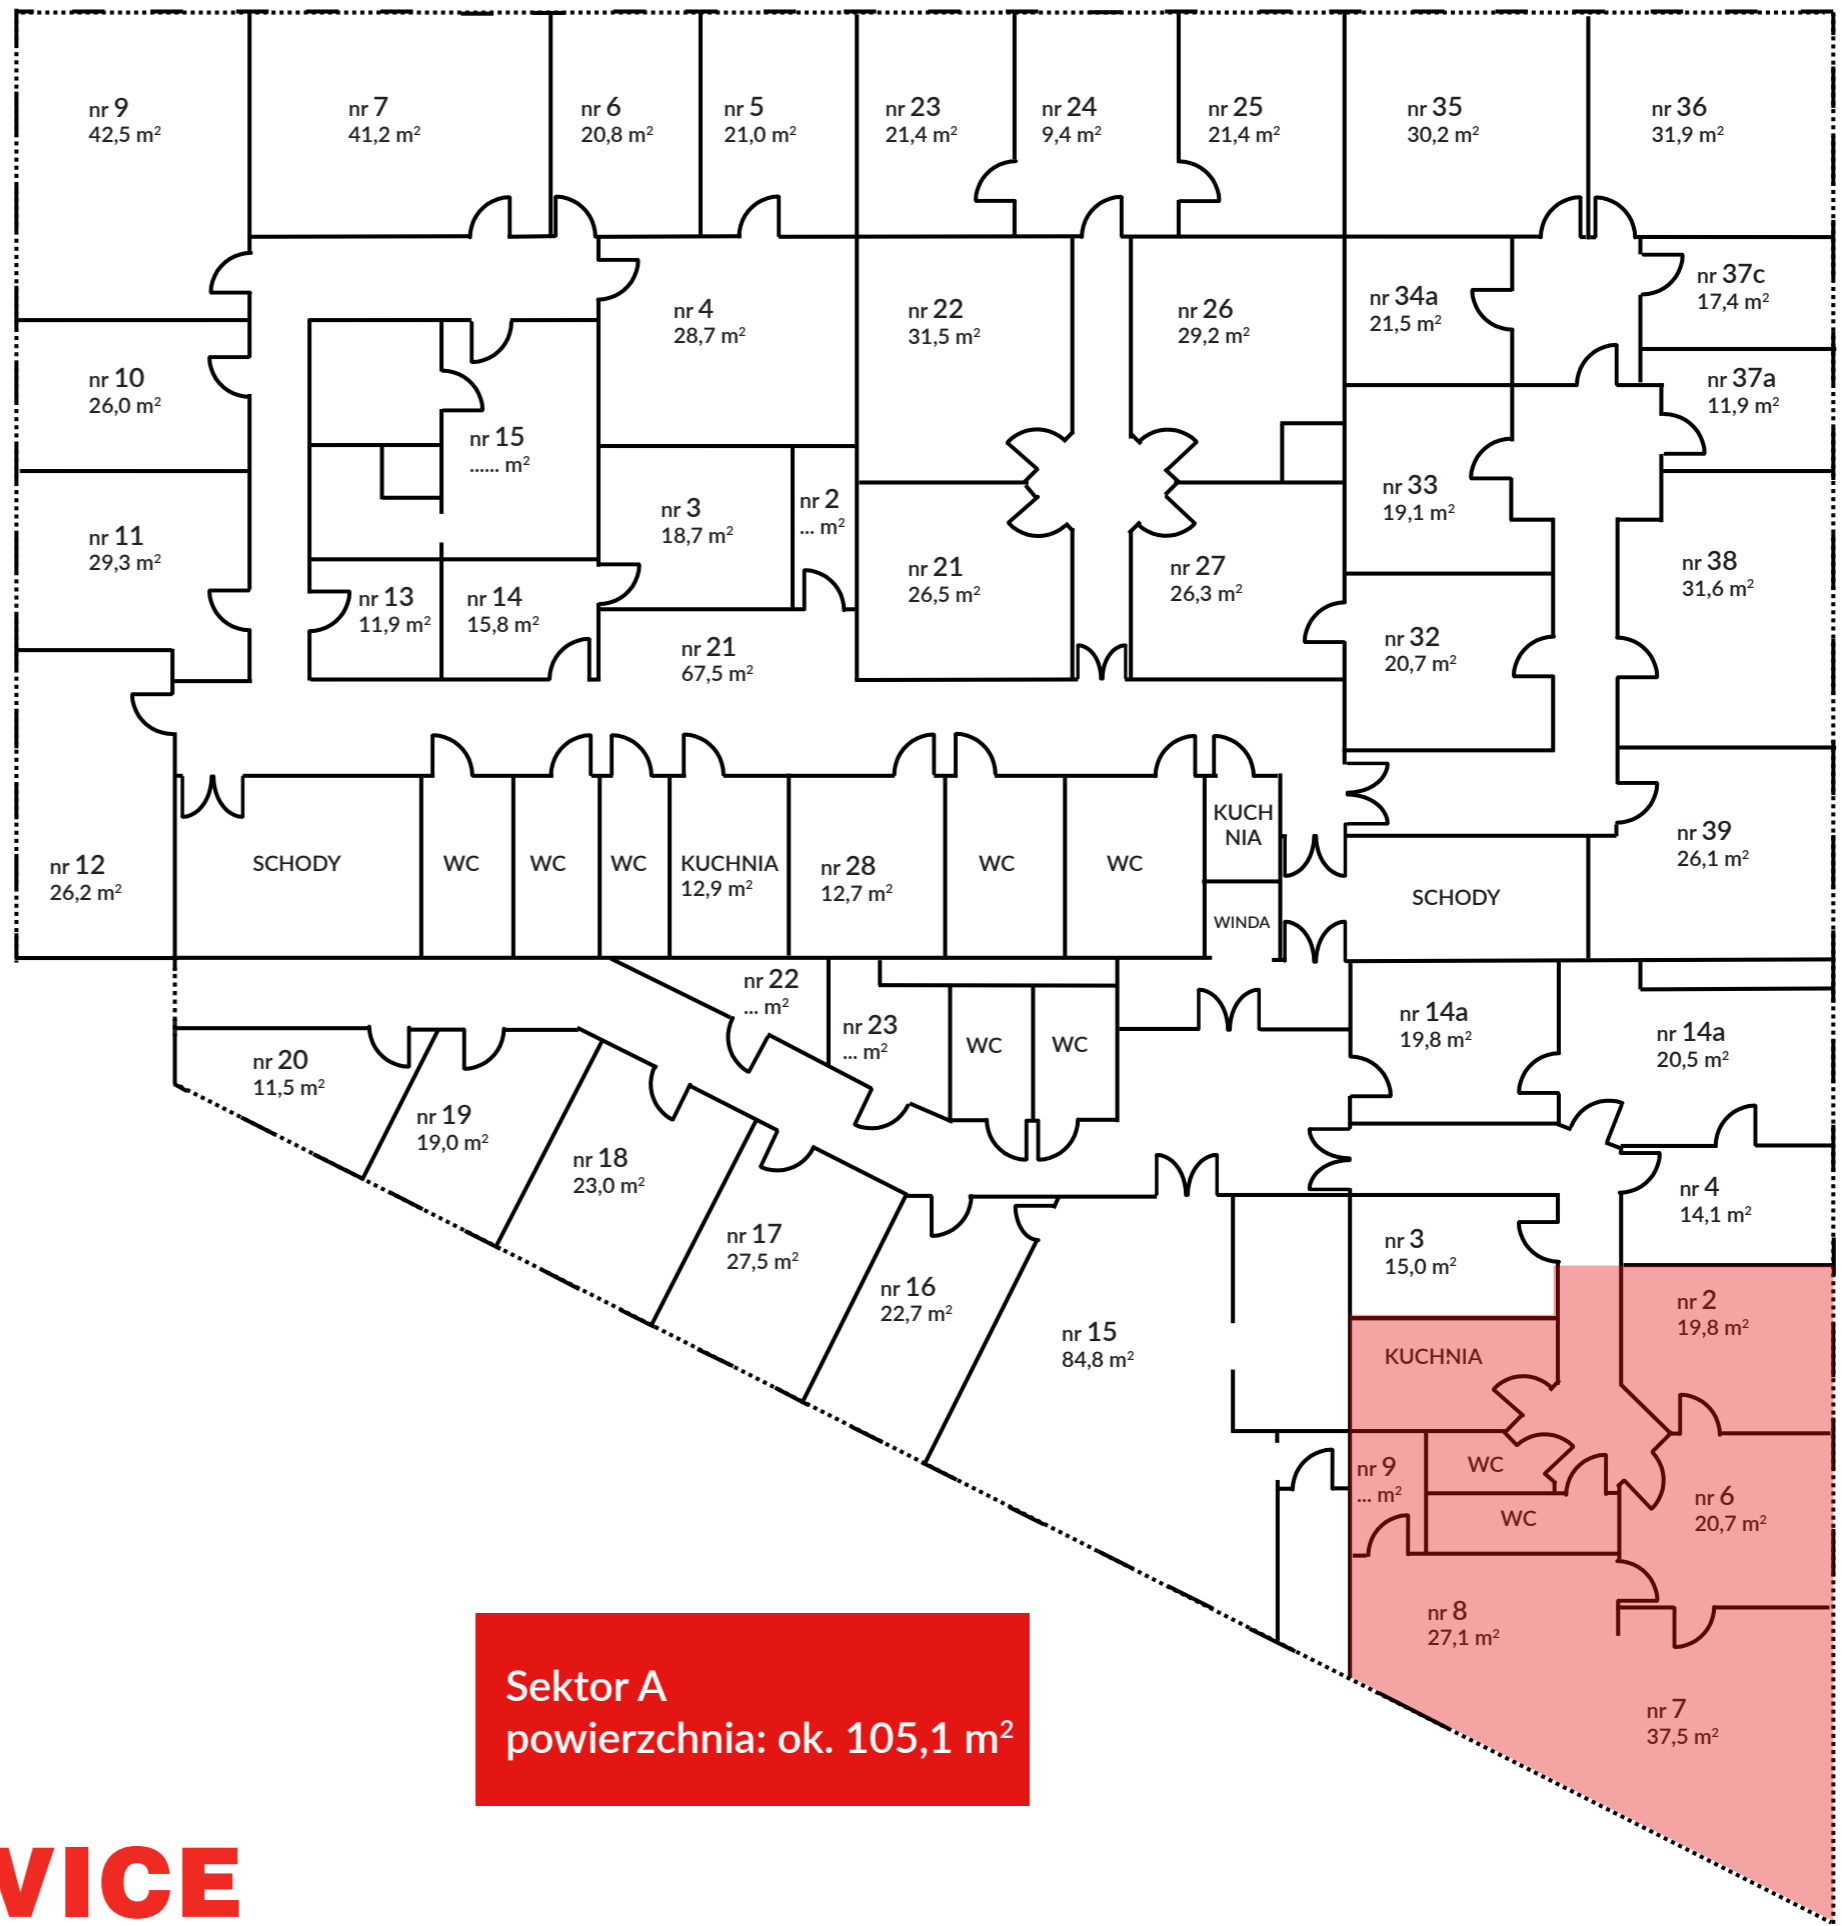 nr 9
42,5 m²
nr 7
41,2 m²
nr 6
20,8 m²
nr 5
21,0 m²
nr 23
21,4 m²
nr 24
9,4 m²
nr 25
21,4 m²
nr 35
30,2 m²
nr 36
31,9 m²
nr 37c
17,4 m²
nr 34a
21,5 m²
nr 4
28,7 m²
nr 22
31,5 m²
nr 26
29,2 m²
nr 10
26,0 m²
nr 37a
11,9 m²
nr 15
...... m²
nr 33
19,1 m²
nr 3
18,7 m²
nr 2
... m²
nr 11
29,3 m²
nr 21
26,5 m²
nr 27
26,3 m²
nr 38
31,6 m²
nr 13
11,9 m²
nr 14
15,8 m²
nr 32
20,7 m²
nr 21
67,5 m²
KUCH
NIA
nr 39
26,1 m²
nr 12
26,2 m²
SCHODY
WC
WC
WC
KUCHNIA
12,9 m²
nr 28
12,7 m²
WC
WC
SCHODY
WINDA
nr 22
... m²
nr 23
... m²
WC
WC
nr 14a
19,8 m²
nr 14a
20,5 m²
nr 20
11,5 m²
nr 19
19,0 m²
nr 18
23,0 m²
nr 4
14,1 m²
nr 17
27,5 m²
nr 3
15,0 m²
nr 16
22,7 m²
nr 2
19,8 m²
nr 15
84,8 m²
KUCHNIA
nr 9
... m²
WC
WC
nr 6
20,7 m²
nr 8
27,1 m²
nr 7
37,5 m²
Sektor A
powierzchnia: ok. 105,1 m²
VICE